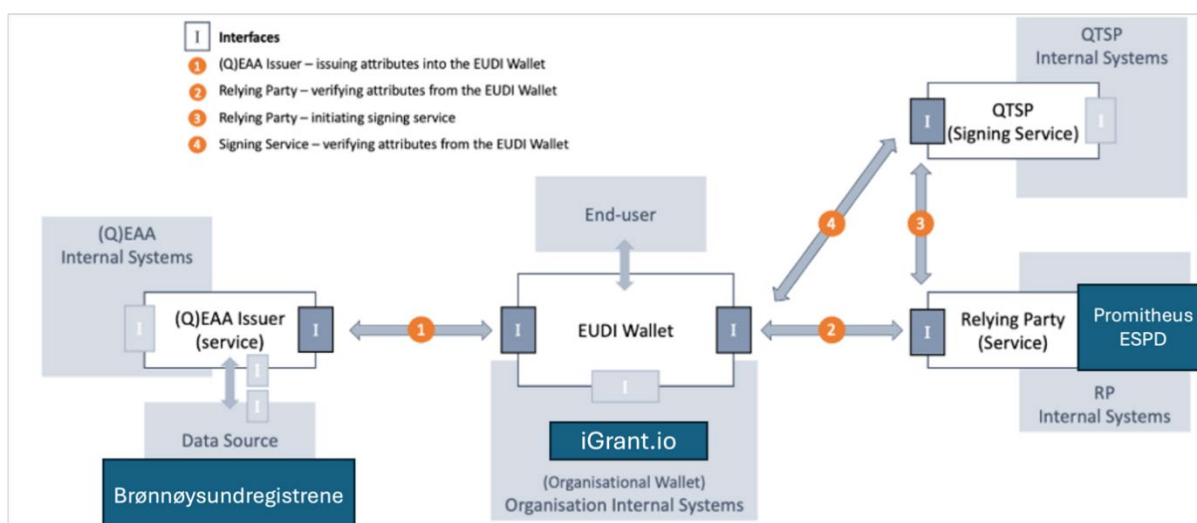 I Interfaces
1 (Q)EAA Issuer – issuing attributes into the EUDI Wallet
2 Relying Party – verifying attributes from the EUDI Wallet
3 Relying Party – initiating signing service
4 Signing Service – verifying attributes from the EUDI Wallet
QTSP
Internal Systems
I
QTSP
(Signing Service)
I
End-user
4
3
(Q)EAA
Internal Systems
I
(Q)EAA Issuer
(service)
I
1
I
EUDI Wallet
I
2
I
Relying Party
(Service)
Promitheus
ESPD
I
I
I
RP
Internal Systems
Data Source
Brønnøysundregistrene
iGrant.io
(Organisational Wallet)
Organisation Internal Systems